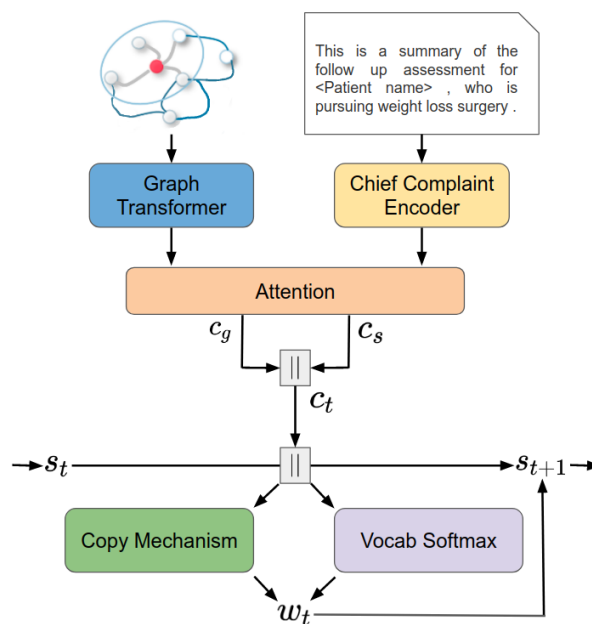 This is a summary of the
follow up assessment for
<Patient name> , who is
pursuing weight loss surgery .
Graph
Transformer
Chief Complaint
Encoder
Attention
c_g
c_s
||
c_t
s_t
||
s_{t+1}
Copy Mechanism
Vocab Softmax
w_t